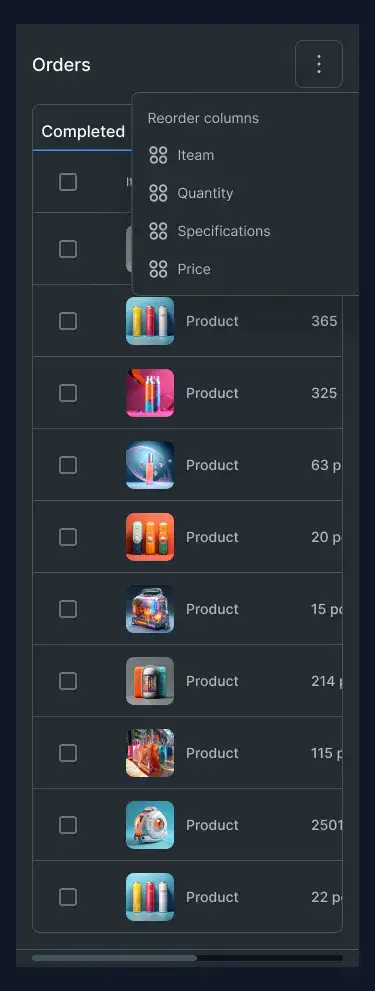 Orders
Reorder columns
Completed
Iteam
Quantity
Specifications
Price
Product 365
Product 325
Product 63 p
Product 20 p
Product 15 pc
Product 214
Product 115 p
Product 2501
Product 22 p